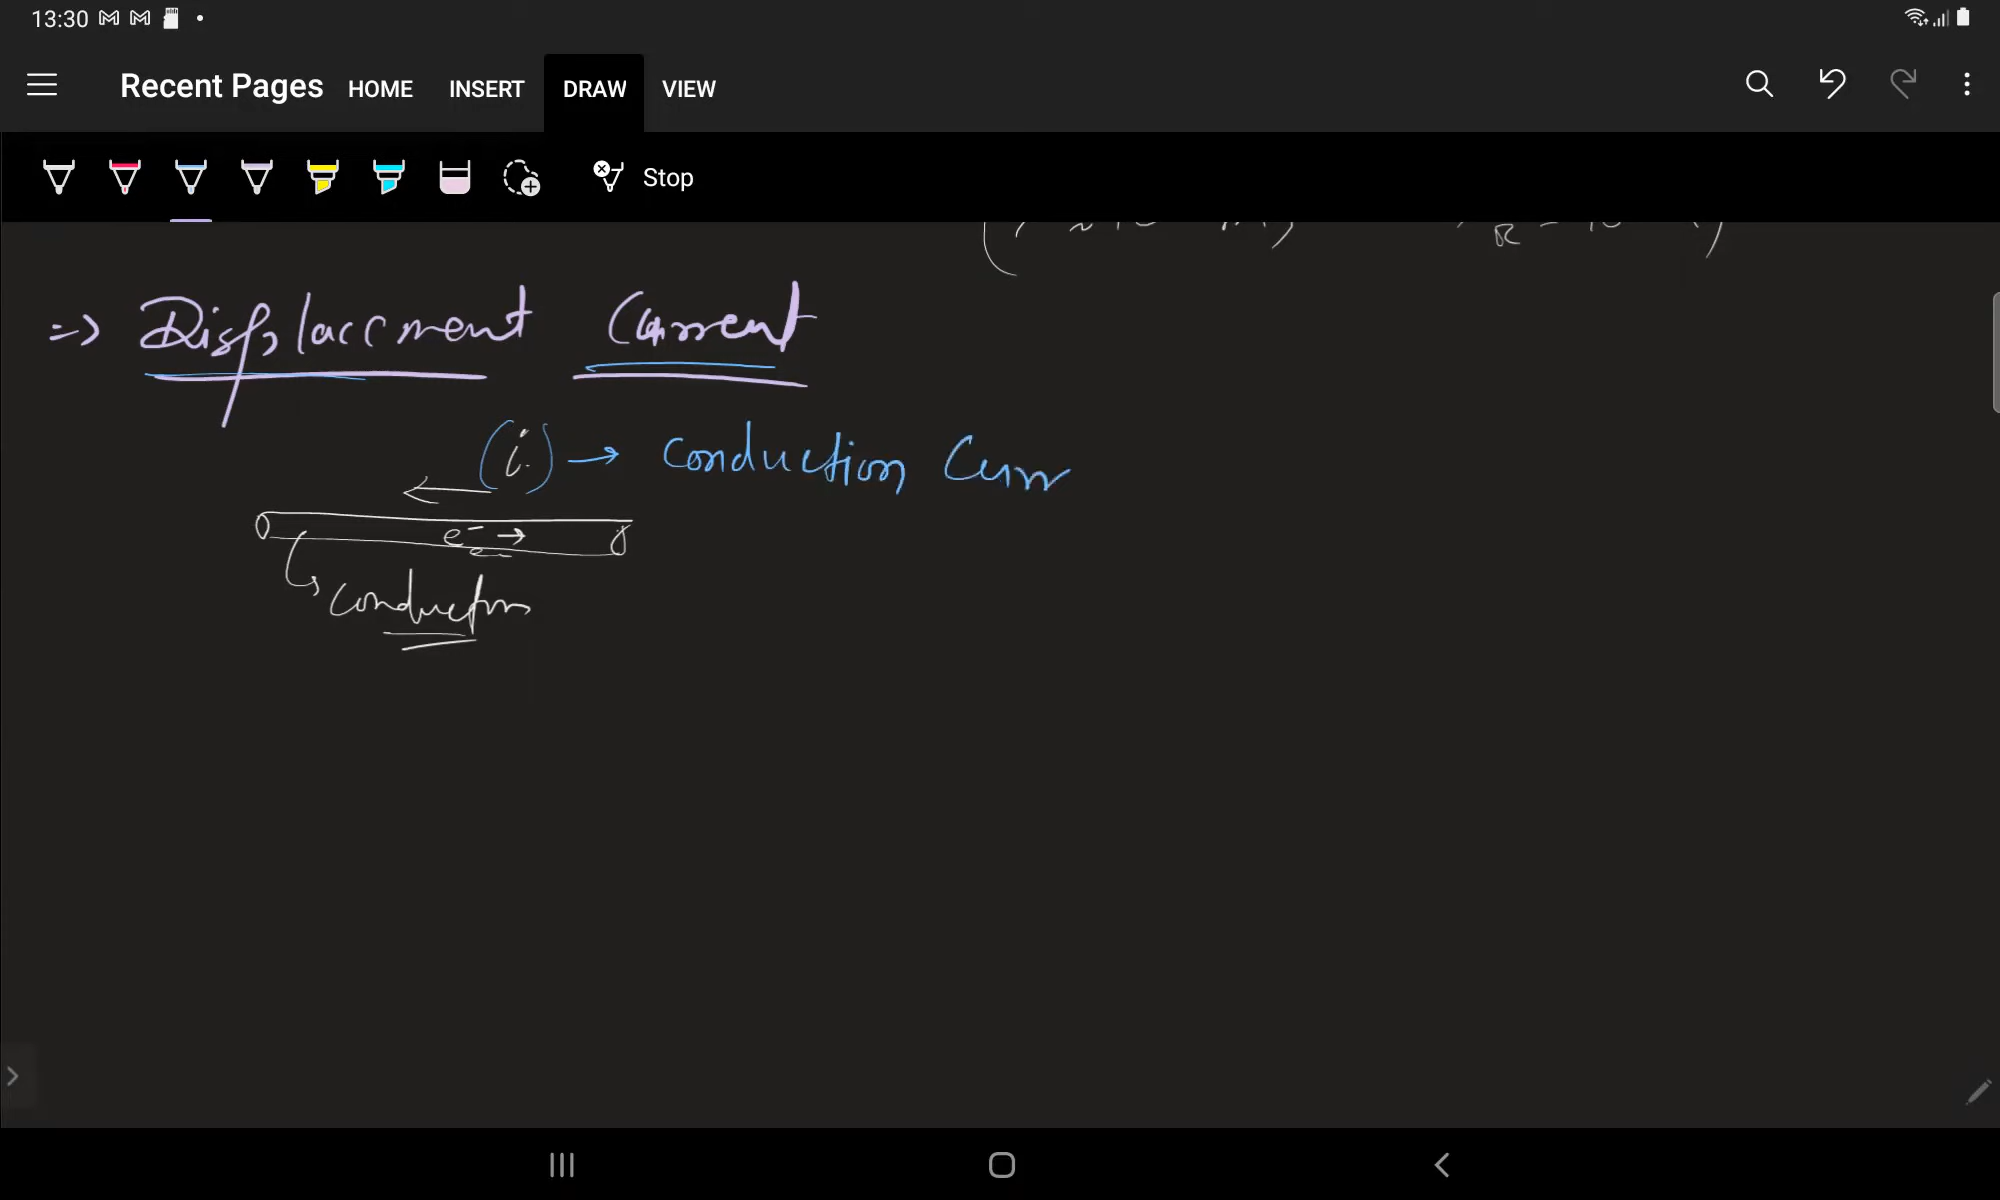 13:30
Recent Pages HOME INSERT DRAW VIEW
Stop
=> Displacement Current
(i) → Conduction Curr
e⁻ →
e⁻
conductor